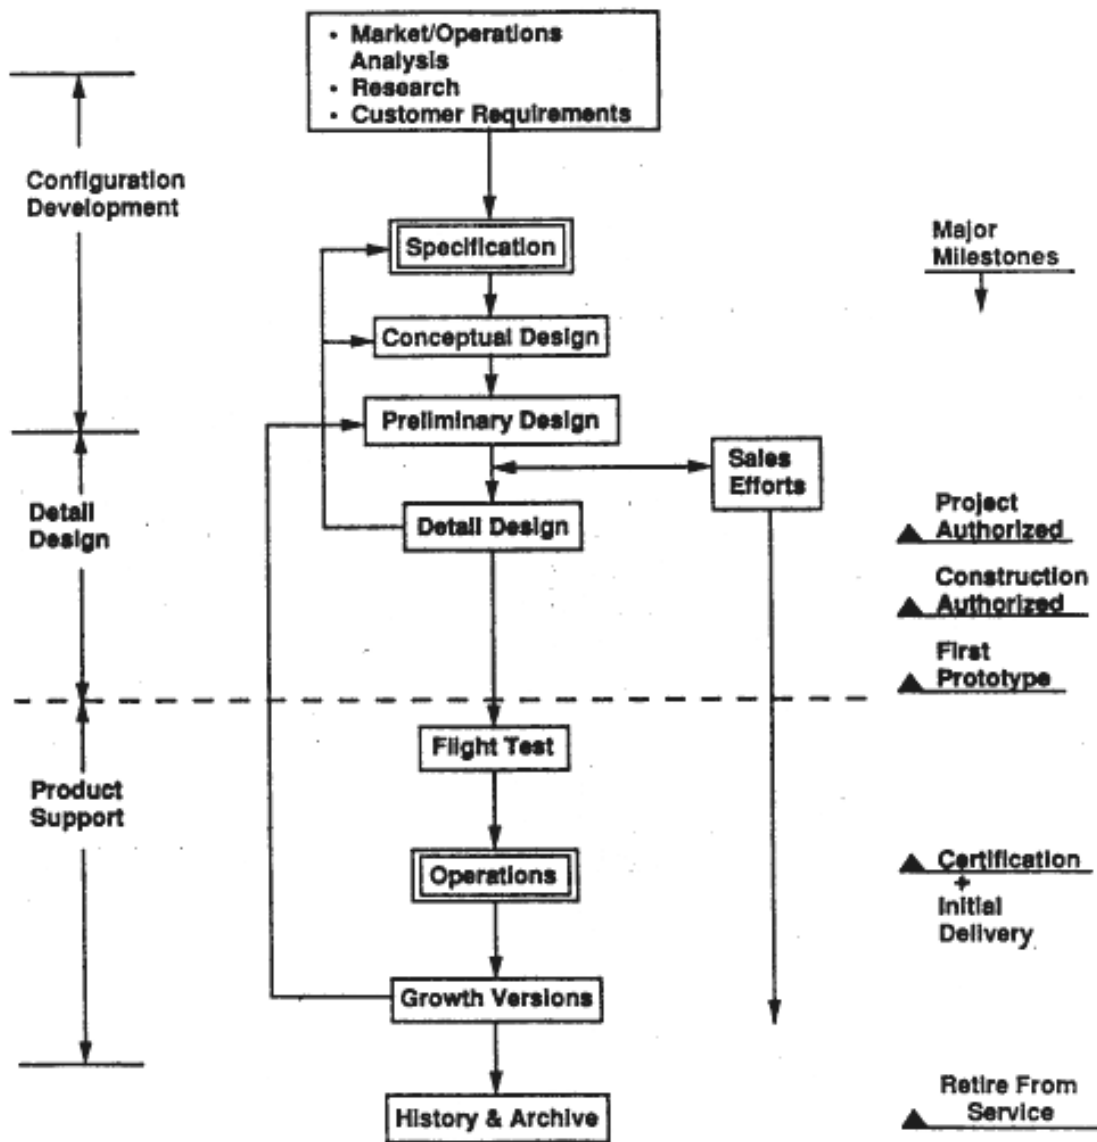 • Market/Operations
Analysis
• Research
• Customer Requirements
Configuration
Development
Specification
Major
Milestones
Conceptual Design
Preliminary Design
Sales
Efforts
Detail
Design
Detail Design
Project
Authorized
Construction
Authorized
First
Prototype
Flight Test
Product
Support
Operations
Certification
+
Initial
Delivery
Growth Versions
History & Archive
Retire From
Service